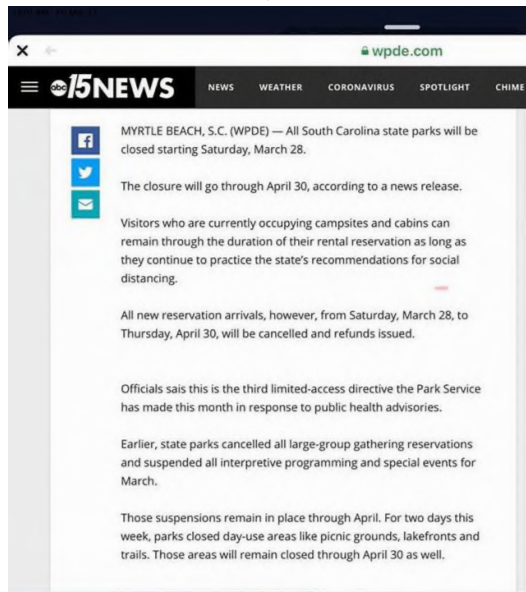 wpde.com
abc 15 NEWS NEWS WEATHER CORONAVIRUS SPOTLIGHT CHIME
MYRTLE BEACH, S.C. (WPDE) — All South Carolina state parks will be
closed starting Saturday, March 28.
The closure will go through April 30, according to a news release.
Visitors who are currently occupying campsites and cabins can
remain through the duration of their rental reservation as long as
they continue to practice the state's recommendations for social
distancing.
All new reservation arrivals, however, from Saturday, March 28, to
Thursday, April 30, will be cancelled and refunds issued.
Officials sais this is the third limited-access directive the Park Service
has made this month in response to public health advisories.
Earlier, state parks cancelled all large-group gathering reservations
and suspended all interpretive programming and special events for
March.
Those suspensions remain in place through April. For two days this
week, parks closed day-use areas like picnic grounds, lakefronts and
trails. Those areas will remain closed through April 30 as well.